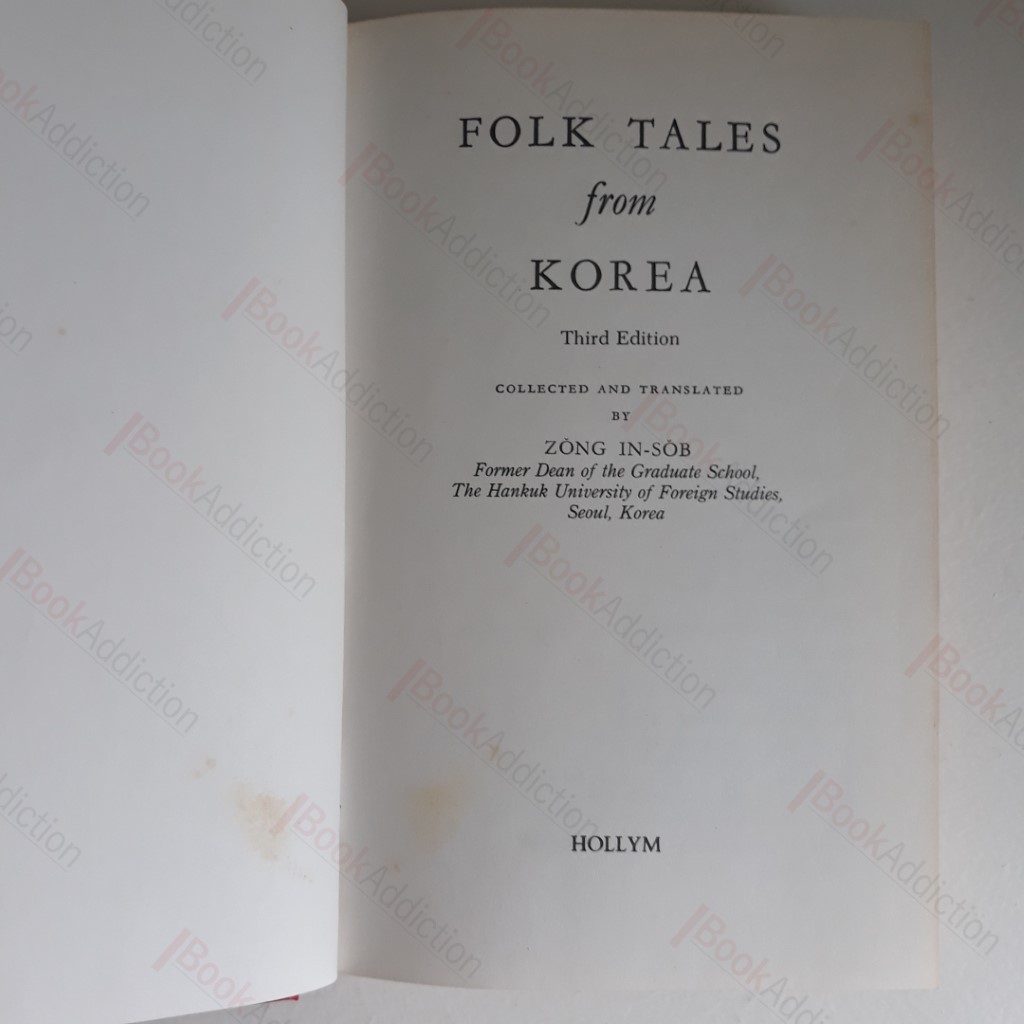 FOLK TALES
from
KOREA
Third Edition
COLLECTED AND TRANSLATED
BY
ZŎNG IN-SŎB
Former Dean of the Graduate School,
The Hankuk University of Foreign Studies,
Seoul, Korea
HOLLYM
BookAddiction